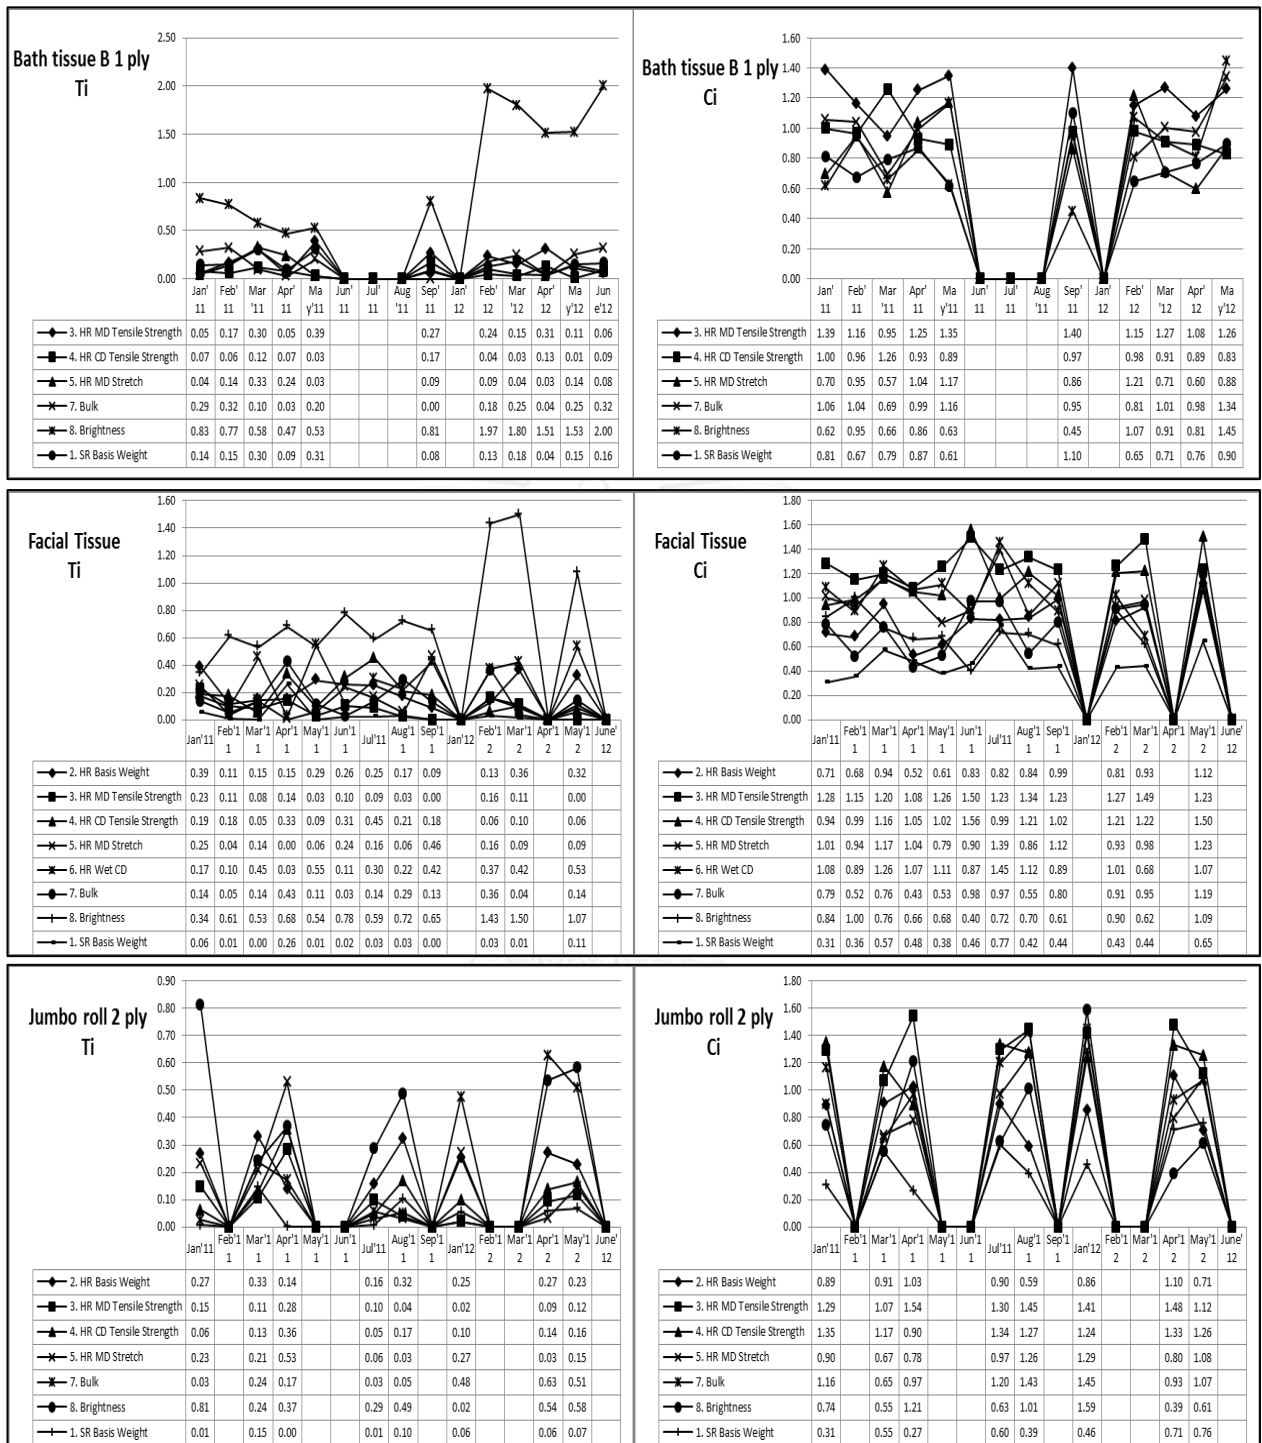 Bath tissue B 1 ply
Ti
2.50
2.00
1.50
1.00
0.50
0.00
Jan' 11 Feb' 11 Mar '11 Apr' 11 Ma y'11 Jun' 11 Jul' 11 Aug '11 Sep' 11 Jan' 12 Feb' 12 Mar '12 Apr' 12 Ma y'12 Jun e'12
3. HR MD Tensile Strength 0.05 0.17 0.30 0.05 0.39 0.27 0.24 0.15 0.31 0.11 0.06
4. HR CD Tensile Strength 0.07 0.06 0.12 0.07 0.03 0.17 0.04 0.03 0.13 0.01 0.09
5. HR MD Stretch 0.04 0.14 0.33 0.24 0.03 0.09 0.09 0.04 0.03 0.14 0.08
7. Bulk 0.29 0.32 0.10 0.03 0.20 0.00 0.18 0.25 0.04 0.25 0.32
8. Brightness 0.83 0.77 0.58 0.47 0.53 0.81 1.97 1.80 1.51 1.53 2.00
1. SR Basis Weight 0.14 0.15 0.30 0.09 0.31 0.08 0.13 0.18 0.04 0.15 0.16
Bath tissue B 1 ply
Ci
1.60
1.40
1.20
1.00
0.80
0.60
0.40
0.20
0.00
Jan' 11 Feb' 11 Mar '11 Apr' 11 Ma y'11 Jun' 11 Jul' 11 Aug '11 Sep' 11 Jan' 12 Feb' 12 Mar '12 Apr' 12 Ma y'12
3. HR MD Tensile Strength 1.39 1.16 0.95 1.25 1.35 1.40 1.15 1.27 1.08 1.26
4. HR CD Tensile Strength 1.00 0.96 1.26 0.93 0.89 0.97 0.98 0.91 0.89 0.83
5. HR MD Stretch 0.70 0.95 0.57 1.04 1.17 0.86 1.21 0.71 0.60 0.88
7. Bulk 1.06 1.04 0.69 0.99 1.16 0.95 0.81 1.01 0.98 1.34
8. Brightness 0.62 0.95 0.66 0.86 0.63 0.45 1.07 0.91 0.81 1.45
1. SR Basis Weight 0.81 0.67 0.79 0.87 0.61 1.10 0.65 0.71 0.76 0.90
Facial Tissue
Ti
1.60
1.40
1.20
1.00
0.80
0.60
0.40
0.20
0.00
Jan'11 Feb'1 1 Mar'1 1 Apr'1 1 May'1 1 Jun'1 1 Jul'11 Aug'1 1 Sep'1 1 Jan'12 Feb'1 2 Mar'1 2 Apr'1 2 May'1 2 June' 12
2. HR Basis Weight 0.39 0.11 0.15 0.15 0.29 0.26 0.25 0.17 0.09 0.13 0.36 0.32
3. HR MD Tensile Strength 0.23 0.11 0.08 0.14 0.03 0.10 0.09 0.03 0.00 0.16 0.11 0.00
4. HR CD Tensile Strength 0.19 0.18 0.05 0.33 0.09 0.31 0.45 0.21 0.18 0.06 0.10 0.06
5. HR MD Stretch 0.25 0.04 0.14 0.00 0.06 0.24 0.16 0.06 0.46 0.16 0.09 0.09
6. HR Wet CD 0.17 0.10 0.45 0.03 0.55 0.11 0.30 0.22 0.42 0.37 0.42 0.53
7. Bulk 0.14 0.05 0.14 0.43 0.11 0.03 0.14 0.29 0.13 0.36 0.04 0.14
8. Brightness 0.34 0.61 0.53 0.68 0.54 0.78 0.59 0.72 0.65 1.43 1.50 1.07
1. SR Basis Weight 0.06 0.01 0.00 0.26 0.01 0.02 0.03 0.03 0.00 0.03 0.01 0.11
Facial Tissue
Ci
1.80
1.60
1.40
1.20
1.00
0.80
0.60
0.40
0.20
0.00
Jan'11 Feb'1 1 Mar'1 1 Apr'1 1 May'1 1 Jun'1 1 Jul'11 Aug'1 1 Sep'1 1 Jan'12 Feb'1 2 Mar'1 2 Apr'1 2 May'1 2 June' 12
2. HR Basis Weight 0.71 0.68 0.94 0.52 0.61 0.83 0.82 0.84 0.99 0.81 0.93 1.12
3. HR MD Tensile Strength 1.28 1.15 1.20 1.08 1.26 1.50 1.23 1.34 1.23 1.27 1.49 1.23
4. HR CD Tensile Strength 0.94 0.99 1.16 1.05 1.02 1.56 0.99 1.21 1.02 1.21 1.22 1.50
5. HR MD Stretch 1.01 0.94 1.17 1.04 0.79 0.90 1.39 0.86 1.12 0.93 0.98 1.23
6. HR Wet CD 1.08 0.89 1.26 1.07 1.11 0.87 1.45 1.12 0.89 1.01 0.68 1.07
7. Bulk 0.79 0.52 0.76 0.43 0.53 0.98 0.97 0.55 0.80 0.91 0.95 1.19
8. Brightness 0.84 1.00 0.76 0.66 0.68 0.40 0.72 0.70 0.61 0.90 0.62 1.09
1. SR Basis Weight 0.31 0.36 0.57 0.48 0.38 0.46 0.77 0.42 0.44 0.43 0.44 0.65
Jumbo roll 2 ply
Ti
0.90
0.80
0.70
0.60
0.50
0.40
0.30
0.20
0.10
0.00
Jan'11 Feb'1 1 Mar'1 1 Apr'1 1 May'1 1 Jun'1 1 Jul'11 Aug'1 1 Sep'1 1 Jan'12 Feb'1 2 Mar'1 2 Apr'1 2 May'1 2 June' 12
2. HR Basis Weight 0.27 0.33 0.14 0.16 0.32 0.25 0.27 0.23
3. HR MD Tensile Strength 0.15 0.11 0.28 0.10 0.04 0.02 0.09 0.12
4. HR CD Tensile Strength 0.06 0.13 0.36 0.05 0.17 0.10 0.14 0.16
5. HR MD Stretch 0.23 0.21 0.53 0.06 0.03 0.27 0.03 0.15
7. Bulk 0.03 0.24 0.17 0.03 0.05 0.48 0.63 0.51
8. Brightness 0.81 0.24 0.37 0.29 0.49 0.02 0.54 0.58
1. SR Basis Weight 0.01 0.15 0.00 0.01 0.10 0.06 0.06 0.07
Jumbo roll 2 ply
Ci
1.80
1.60
1.40
1.20
1.00
0.80
0.60
0.40
0.20
0.00
Jan'11 Feb'1 1 Mar'1 1 Apr'1 1 May'1 1 Jun'1 1 Jul'11 Aug'1 1 Sep'1 1 Jan'12 Feb'1 2 Mar'1 2 Apr'1 2 May'1 2 June' 12
2. HR Basis Weight 0.89 0.91 1.03 0.90 0.59 0.86 1.10 0.71
3. HR MD Tensile Strength 1.29 1.07 1.54 1.30 1.45 1.41 1.48 1.12
4. HR CD Tensile Strength 1.35 1.17 0.90 1.34 1.27 1.24 1.33 1.26
5. HR MD Stretch 0.90 0.67 0.78 0.97 1.26 1.29 0.80 1.08
7. Bulk 1.16 0.65 0.97 1.20 1.43 1.45 0.93 1.07
8. Brightness 0.74 0.55 1.21 0.63 1.01 1.59 0.39 0.61
1. SR Basis Weight 0.31 0.55 0.27 0.60 0.39 0.46 0.71 0.76